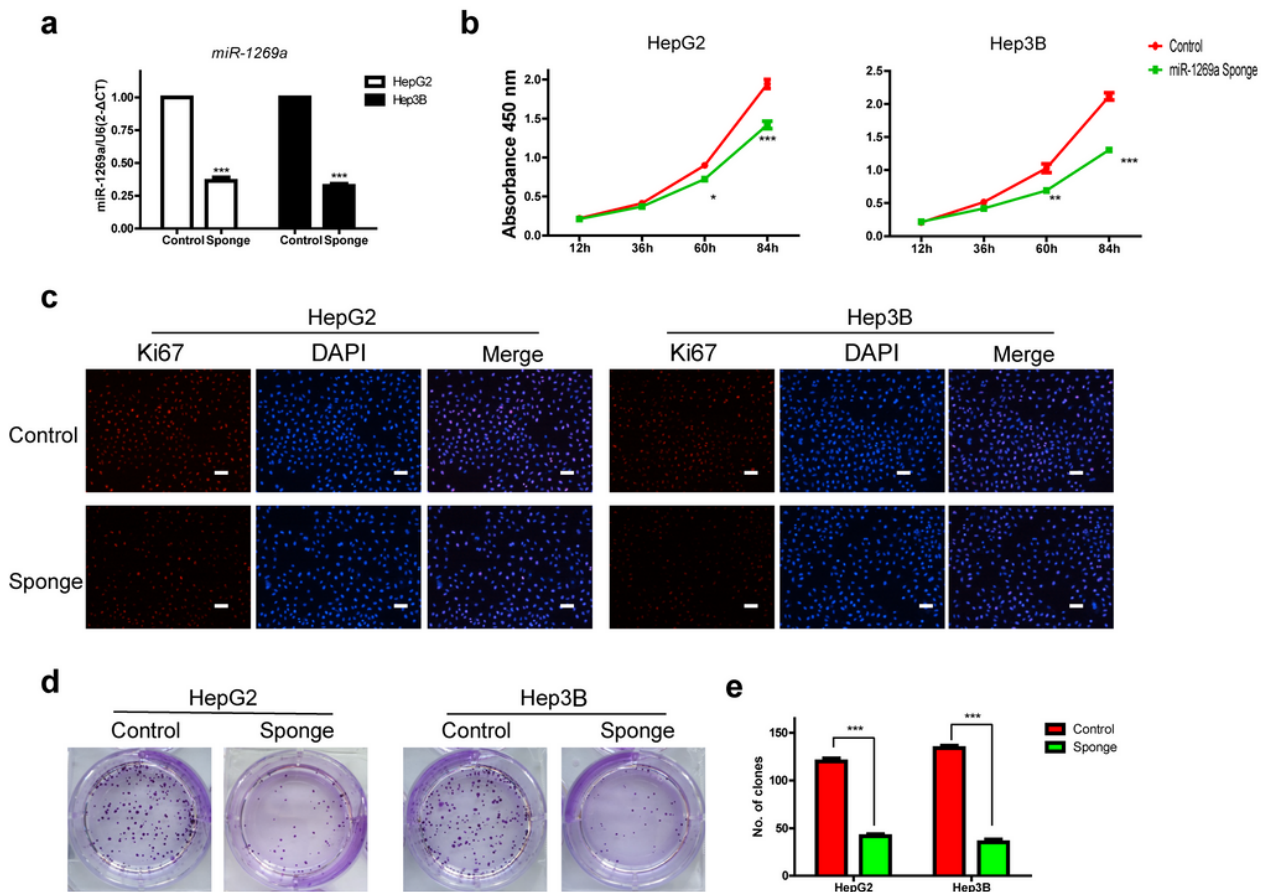 a
miR-1269a
miR-1269a/U6(2-ΔCT)
1.00
0.75
0.50
0.25
0.00
***
***
Control Sponge
Control Sponge
HepG2
Hep3B
b
HepG2
Absorbance 450 nm
2.0
1.5
1.0
0.5
0.0
*
***
12h 36h 60h 84h
Hep3B
2.5
2.0
1.5
1.0
0.5
0.0
**
***
12h 36h 60h 84h
Control
miR-1269a Sponge
c
HepG2 Hep3B
Ki67 DAPI Merge Ki67 DAPI Merge
Control
Sponge
d
HepG2 Hep3B
Control Sponge Control Sponge
e
No. of clones
150
100
50
0
***
***
HepG2 Hep3B
Control
Sponge